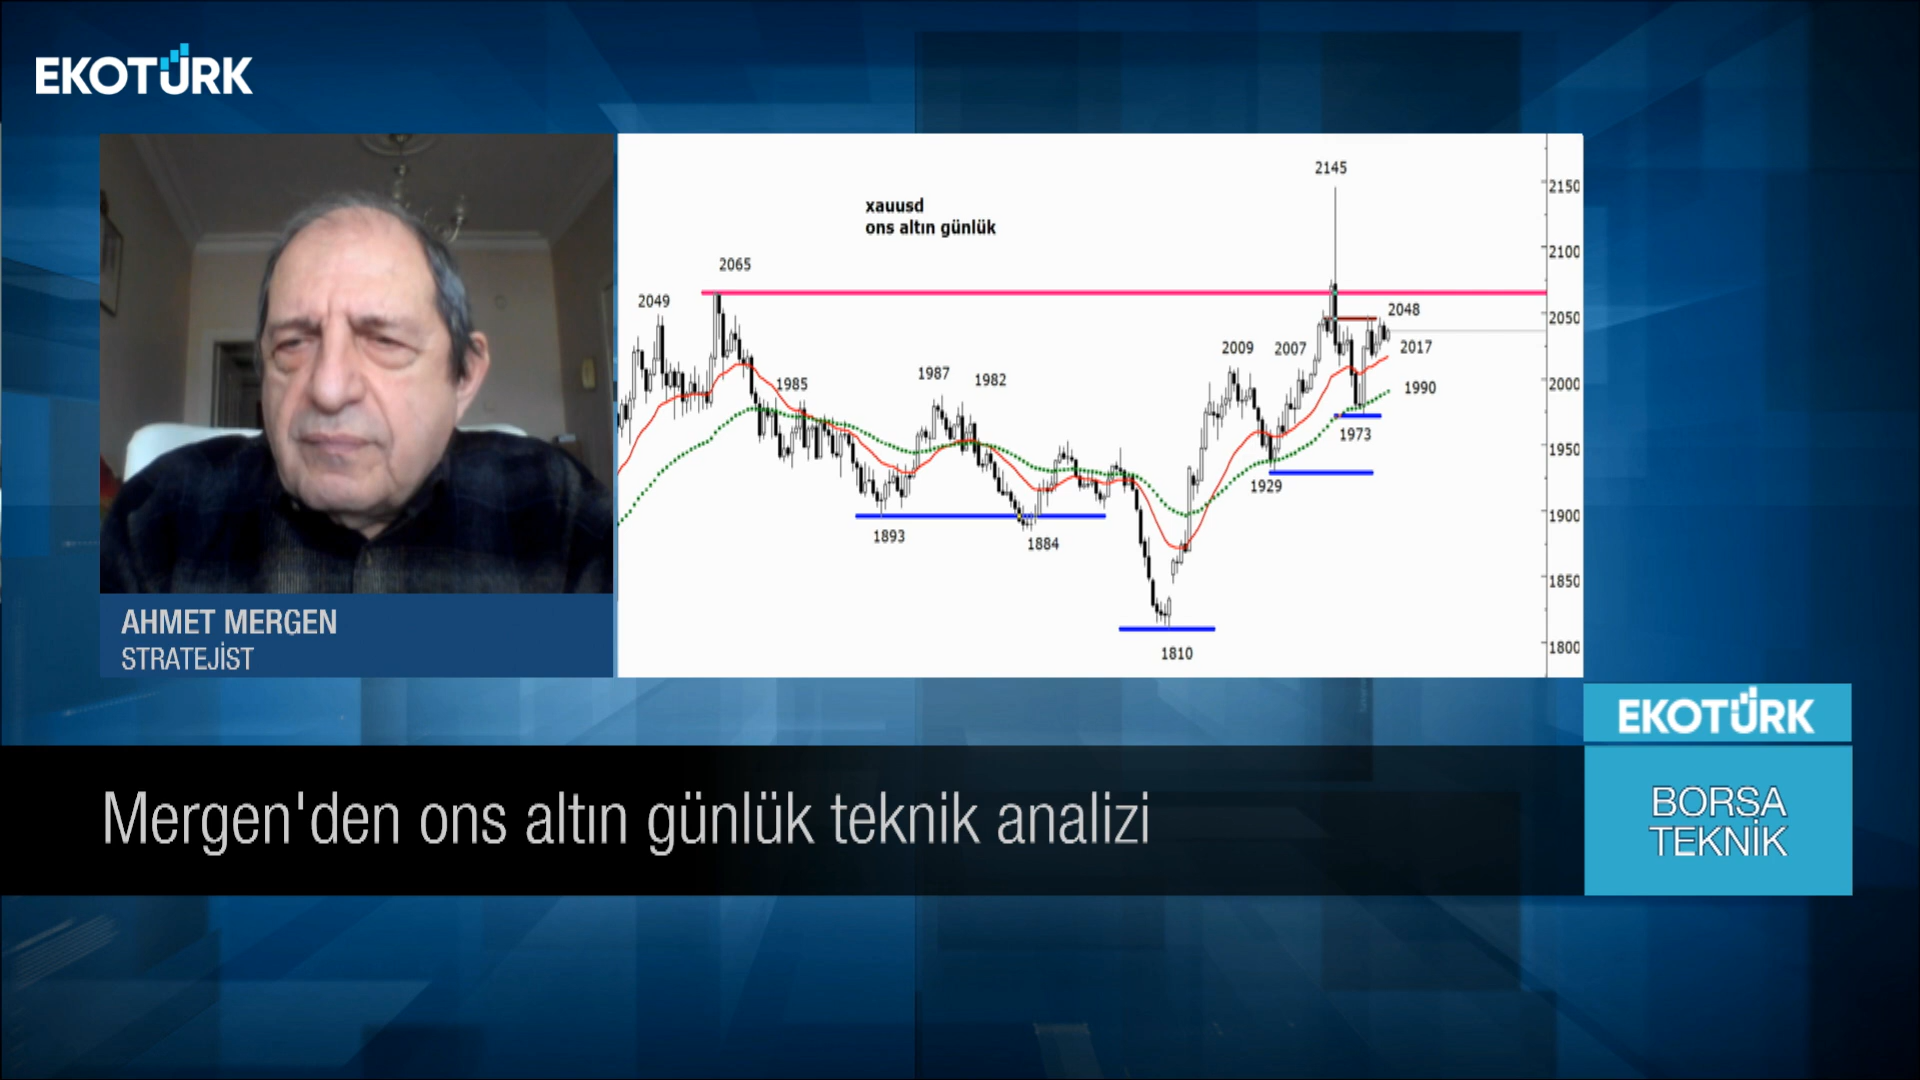 EKOTÜRK
xauusd
ons altın günlük
2145
2065
2049
2048
2017
2009
2007
1990
1987
1982
1985
1973
1929
1893
1884
1810
2150
2100
2050
2000
1950
1900
1850
1800
AHMET MERGEN
STRATEJİST
EKOTÜRK
Mergen'den ons altın günlük teknik analizi
BORSA
TEKNİK